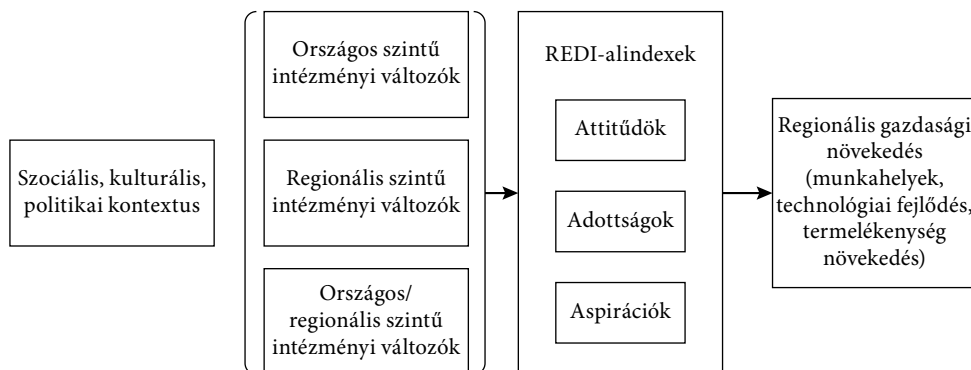 Szociális, kulturális,
politikai kontextus
Országos szintű
intézményi változók
Regionális szintű
intézményi változók
Országos/
regionális szintű
intézményi változók
REDI-alindexek
Attitűdök
Adottságok
Aspirációk
Regionális gazdasági
növekedés
(munkahelyek,
technológiai fejlődés,
termelékenység
növekedés)